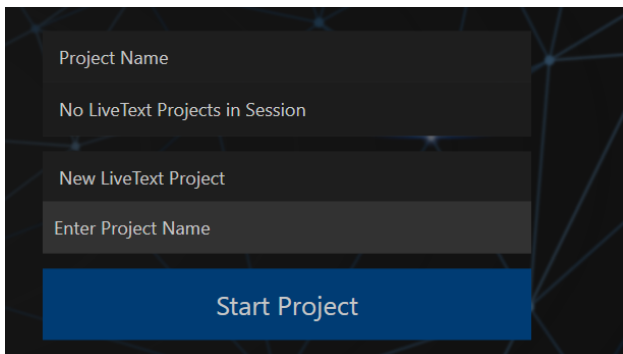 Project Name
No LiveText Projects in Session
New LiveText Project
Enter Project Name
Start Project